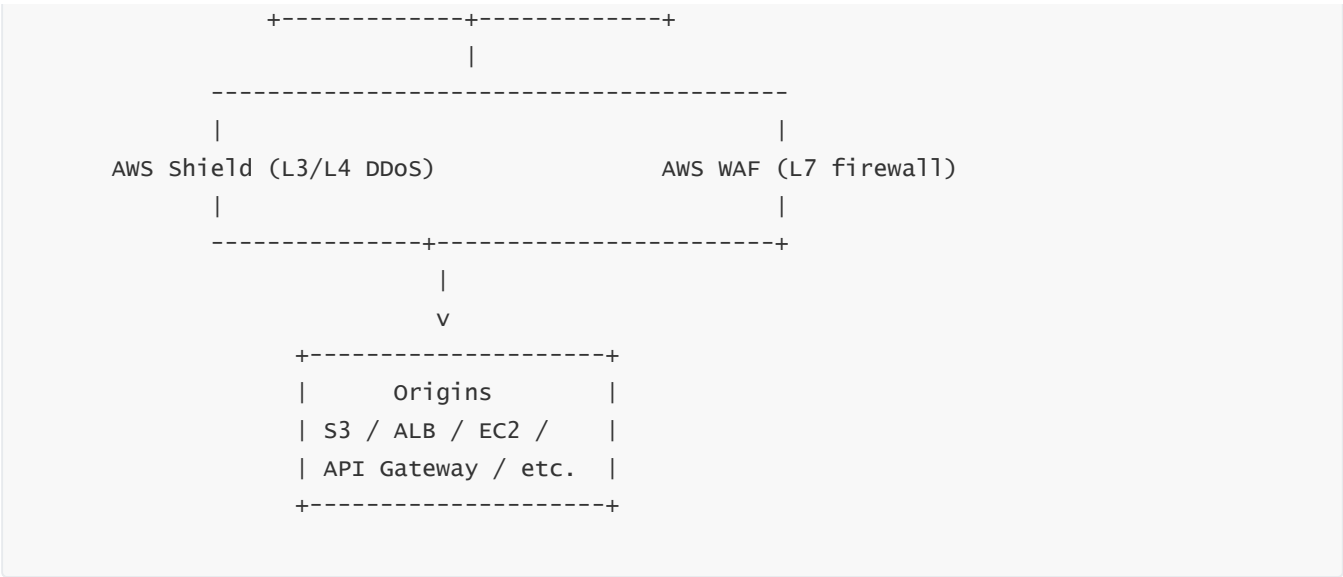 +-------------+-------------+
|
-----------------------------------------
| |
AWS Shield (L3/L4 DDoS) AWS WAF (L7 firewall)
| |
---------------+------------------------+
|
v
+----------------------+
| Origins |
| S3 / ALB / EC2 / |
| API Gateway / etc. |
+----------------------+